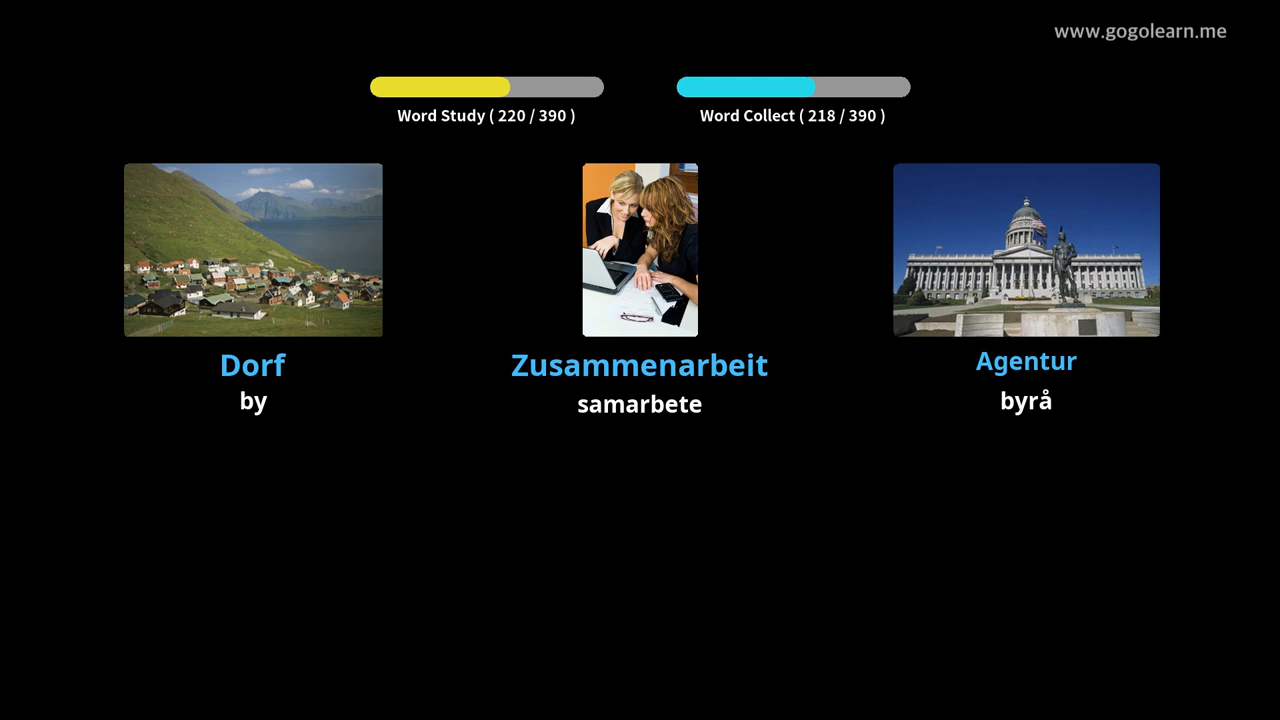 www.gogolearn.me
Word Study ( 220 / 390 )
Word Collect ( 218 / 390 )
Dorf
by
Zusammenarbeit
samarbete
Agentur
byrå